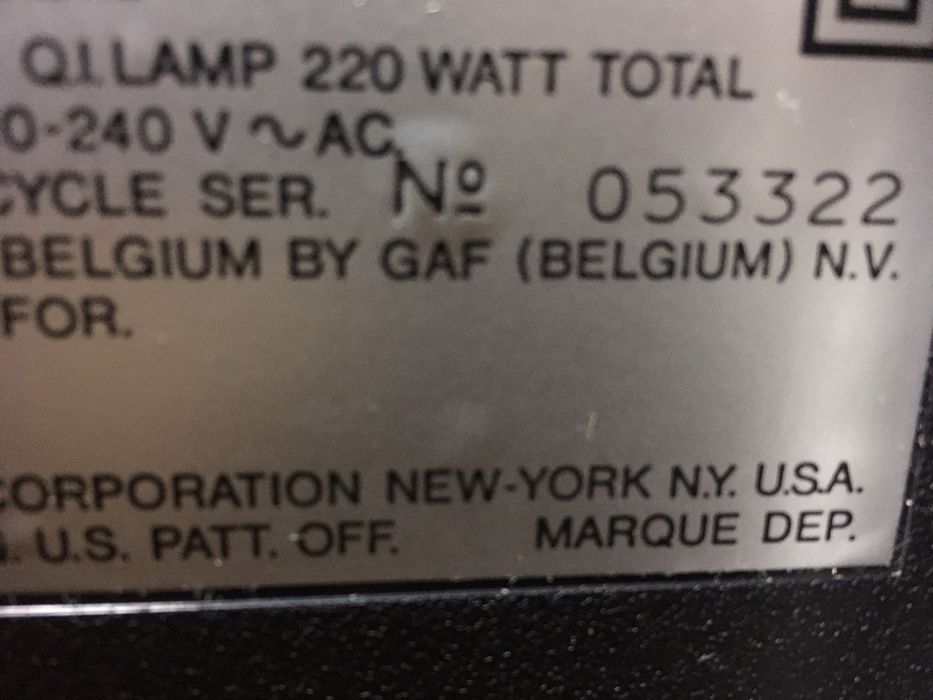 Q.I. LAMP 220 WATT TOTAL
0-240 V ~ AC.
CYCLE SER. Nº 053322
BELGIUM BY GAF (BELGIUM) N.V.
FOR.
CORPORATION NEW-YORK N.Y. U.S.A.
. U.S. PATT. OFF. MARQUE DEP.